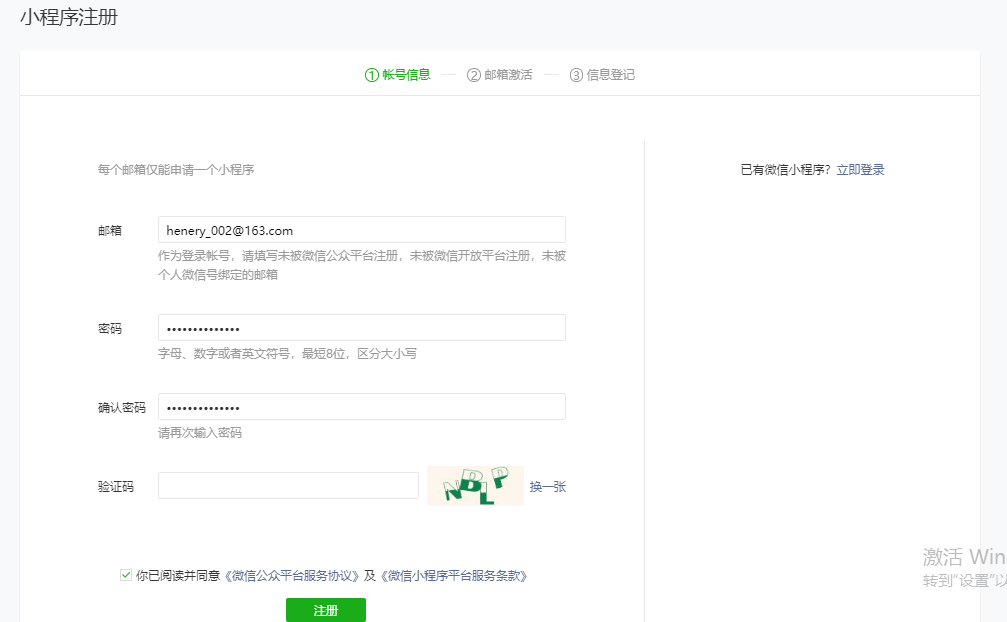 小程序注册
① 帐号信息 ② 邮箱激活 ③ 信息登记
每个邮箱仅能申请一个小程序
已有微信小程序？立即登录
邮箱 henery_002@163.com
作为登录帐号，请填写未被微信公众平台注册，未被微信开放平台注册，未被
个人微信号绑定的邮箱
密码 ••••••••••••••
字母、数字或者英文符号，最短8位，区分大小写
确认密码 ••••••••••••••
请再次输入密码
验证码 NBLP 换一张
你已阅读并同意《微信公众平台服务协议》及《微信小程序平台服务条款》
注册
激活 Win
转到"设置"以